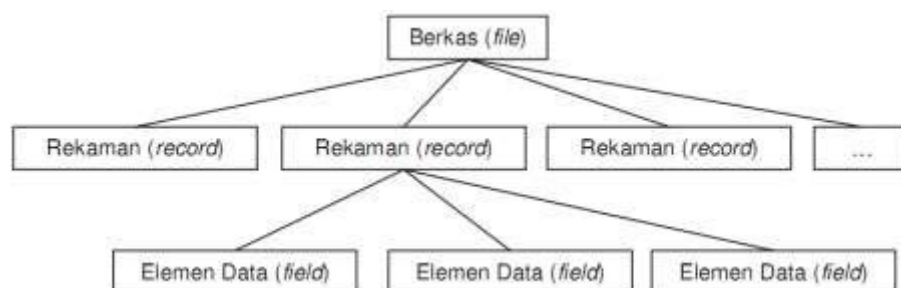 Berkas (file)
Rekaman (record)
Rekaman (record)
Rekaman (record)
...
Elemen Data (field)
Elemen Data (field)
Elemen Data (field)